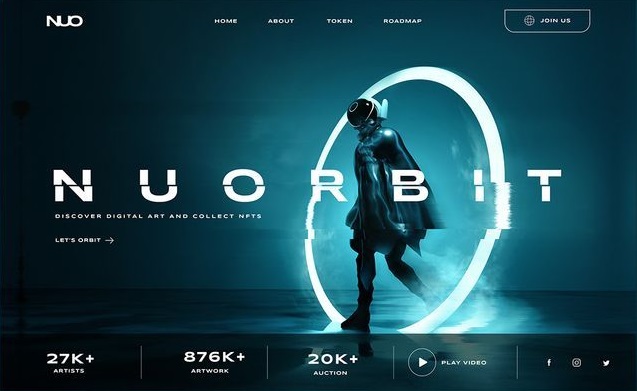 NUO
HOME ABOUT TOKEN ROADMAP
JOIN US
NUORBIT
DISCOVER DIGITAL ART AND COLLECT NFTS
LET'S ORBIT
27K+ 876K+ 20K+
ARTISTS ARTWORK AUCTION
PLAY VIDEO